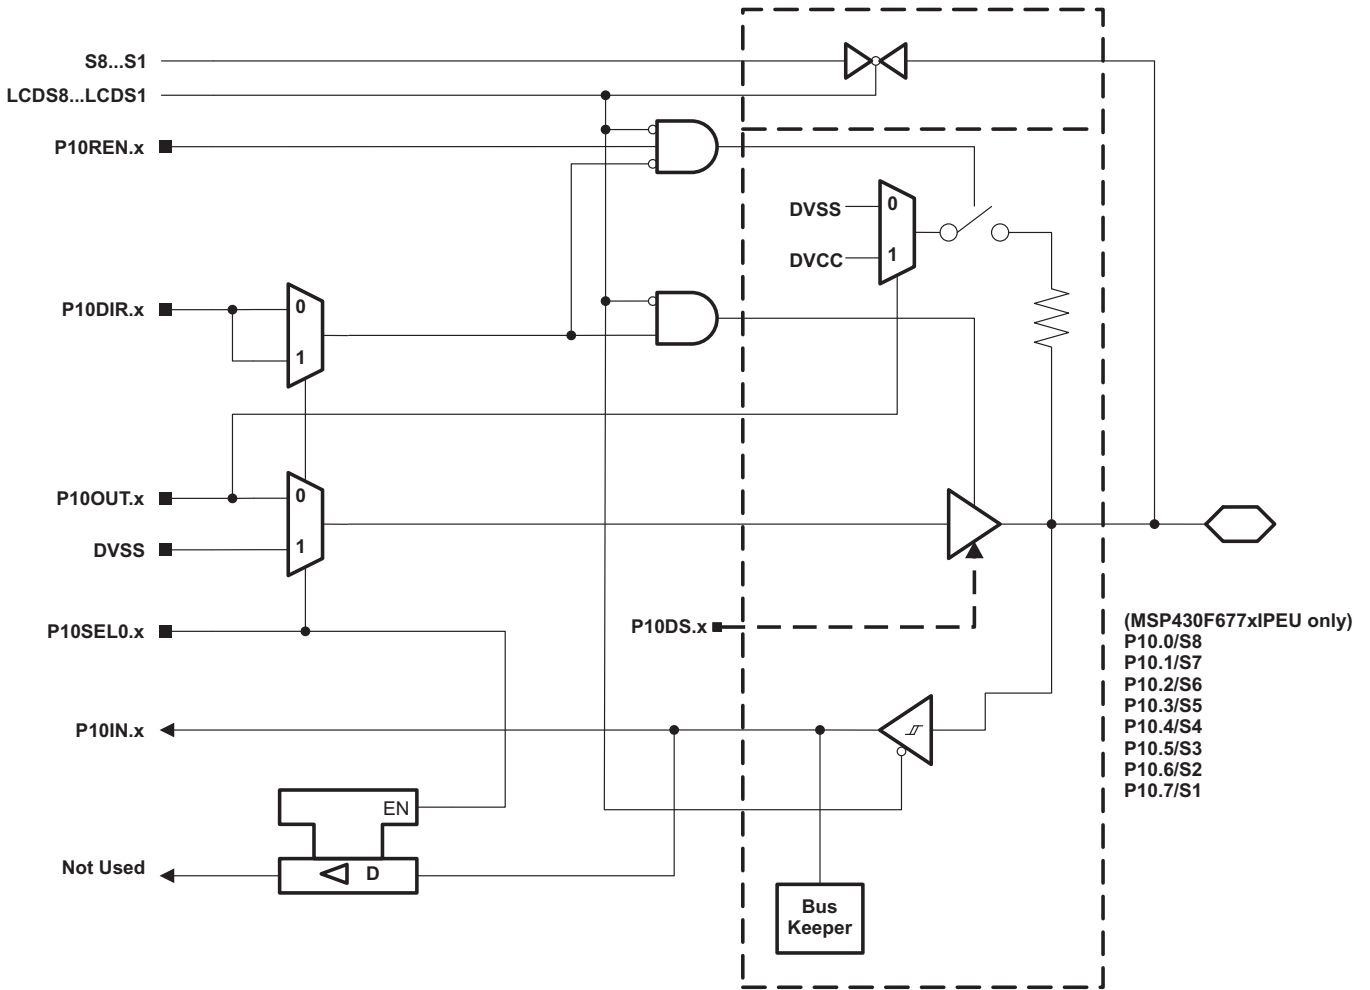 S8...S1
LCDS8...LCDS1
P10REN.x
DVSS
0
DVCC
1
P10DIR.x
0
1
P10OUT.x
0
DVSS
1
P10SEL0.x
P10DS.x
(MSP430F677xIPEU only)
P10.0/S8
P10.1/S7
P10.2/S6
P10.3/S5
P10.4/S4
P10.5/S3
P10.6/S2
P10.7/S1
P10IN.x
EN
Not Used
D
Bus
Keeper